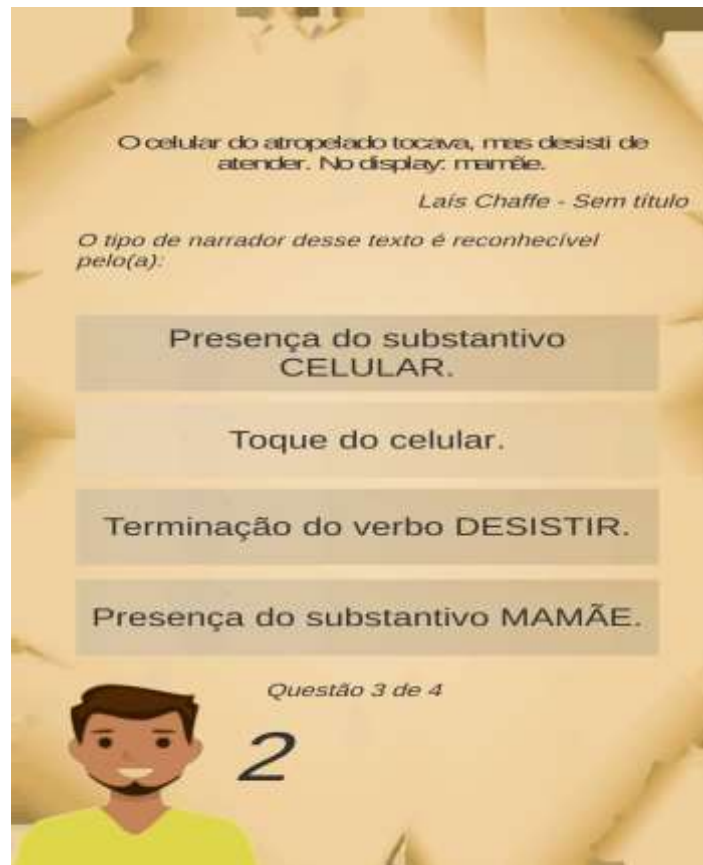 O celular do atropelado tocava, mas desisti de
atender. No display: mamãe.
Laís Chaffe - Sem título
O tipo de narrador desse texto é reconhecível
pelo(a):
Presença do substantivo
CELULAR.
Toque do celular.
Terminação do verbo DESISTIR.
Presença do substantivo MAMÃE.
Questão 3 de 4
2